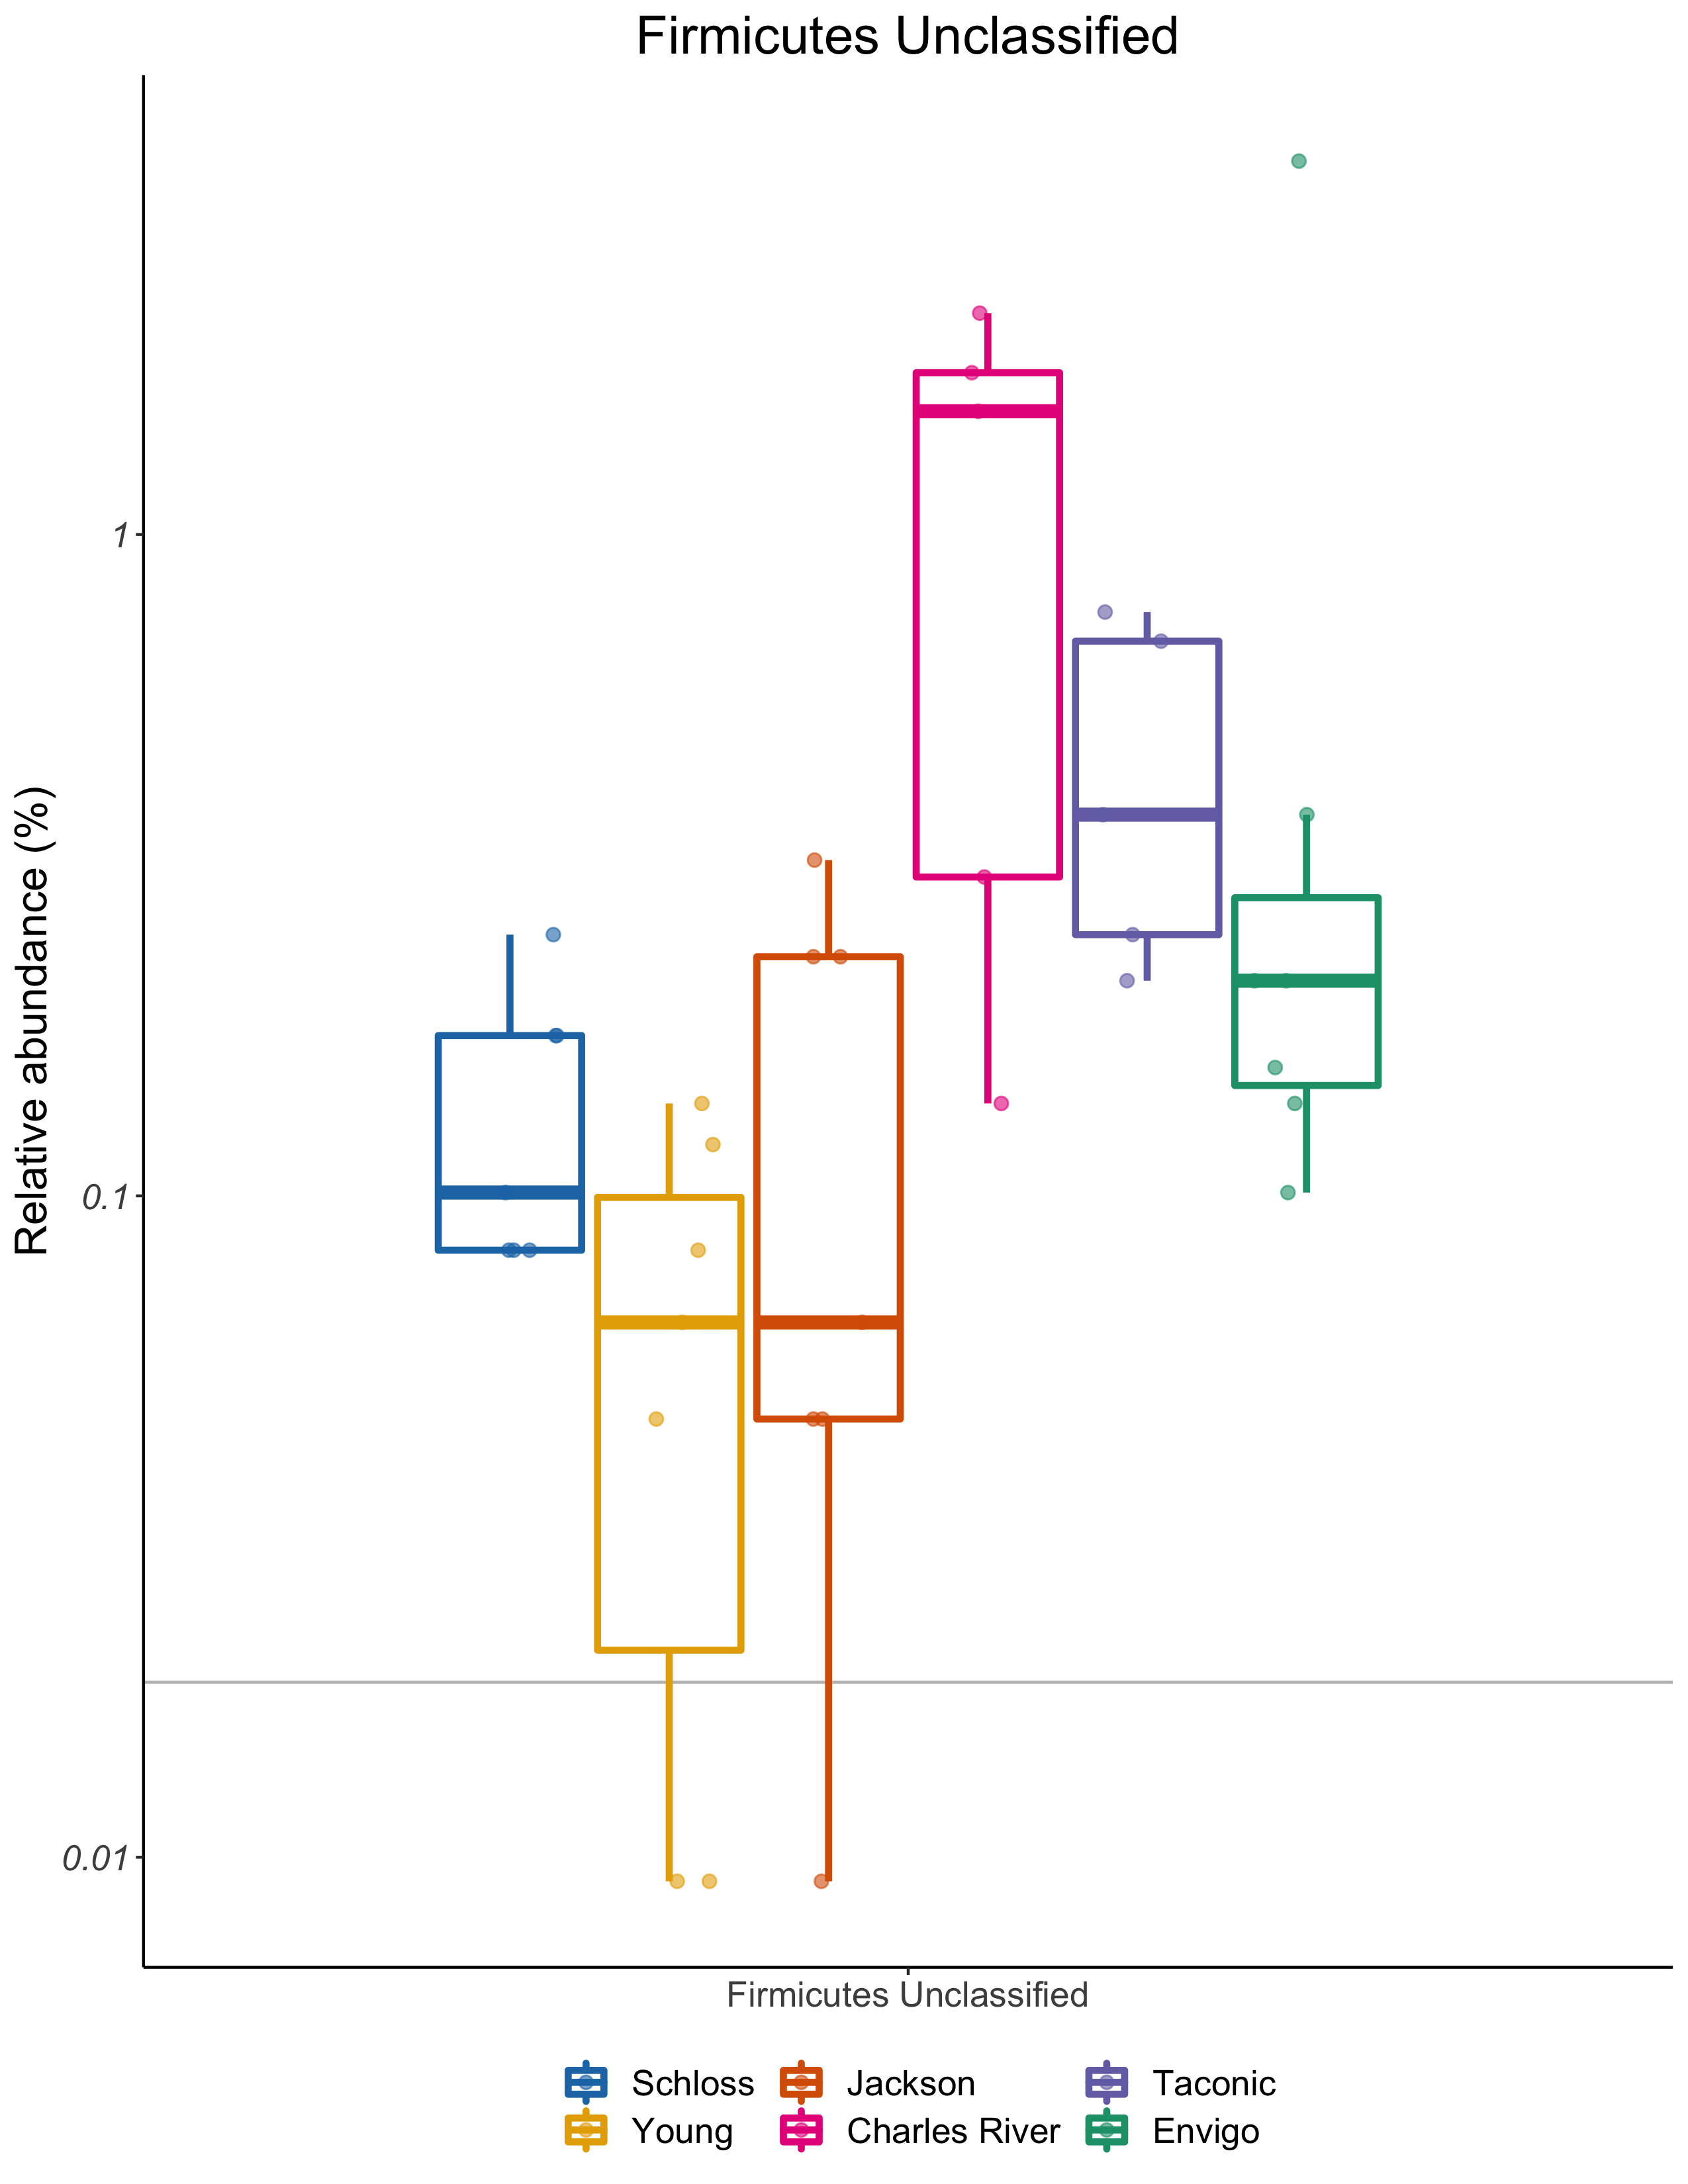 Firmicutes Unclassified
Relative abundance (%)
1
0.1
0.01
Firmicutes Unclassified
Schloss
Jackson
Taconic
Young
Charles River
Envigo